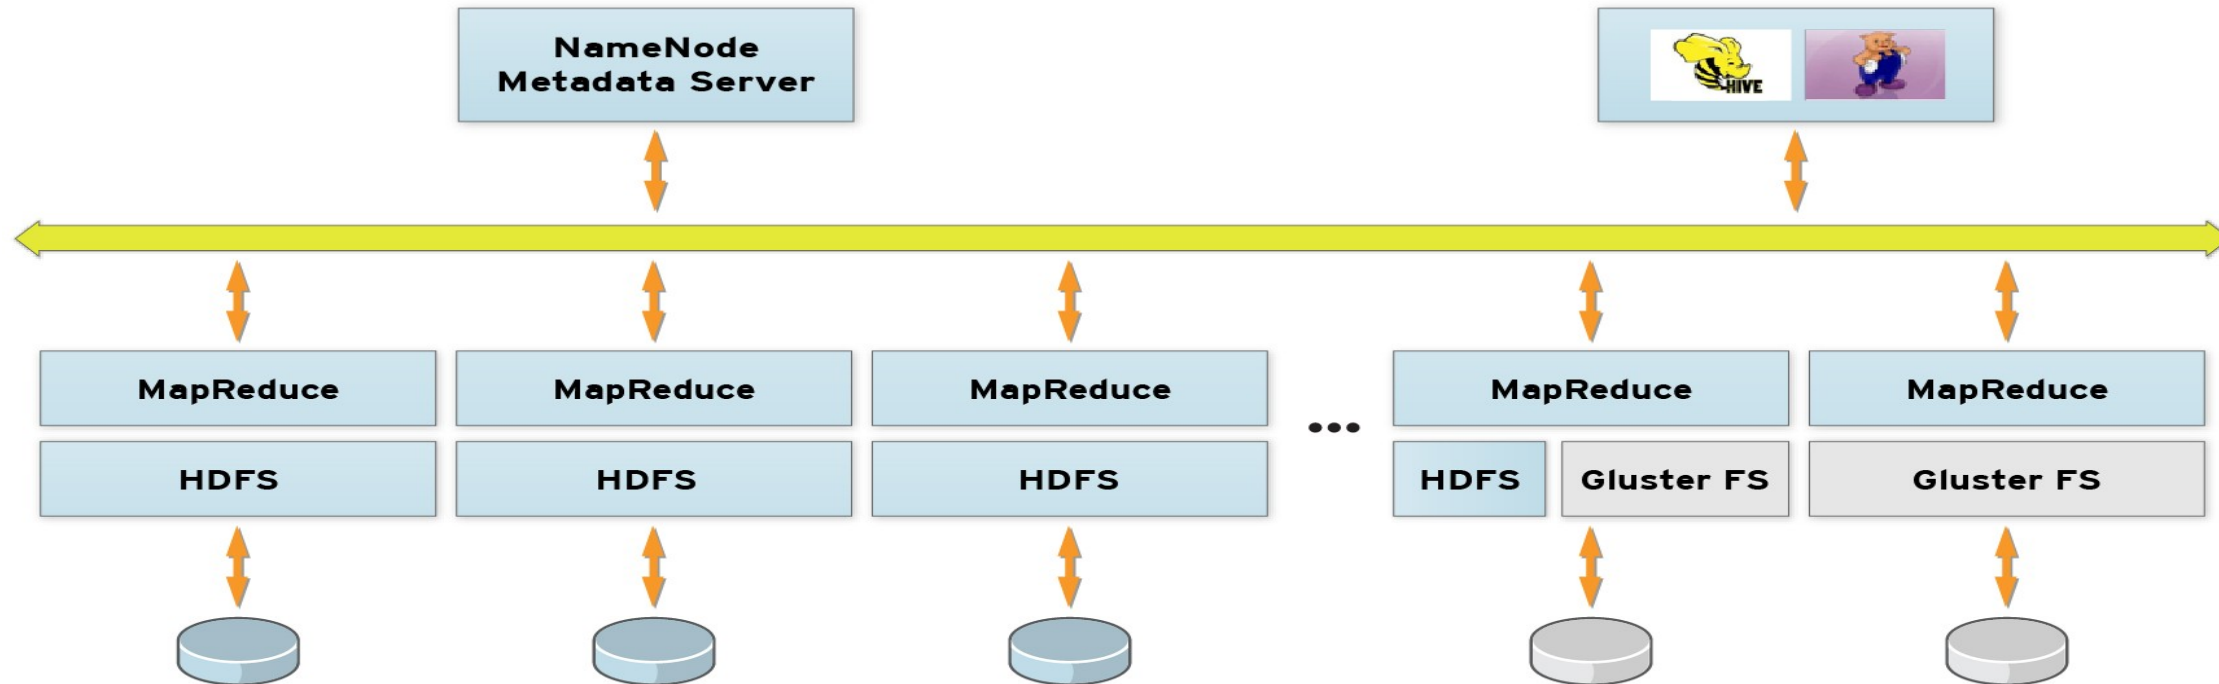 NameNode
Metadata Server
HIVE
MapReduce
MapReduce
MapReduce
MapReduce
MapReduce
...
HDFS
HDFS
HDFS
HDFS
Gluster FS
Gluster FS